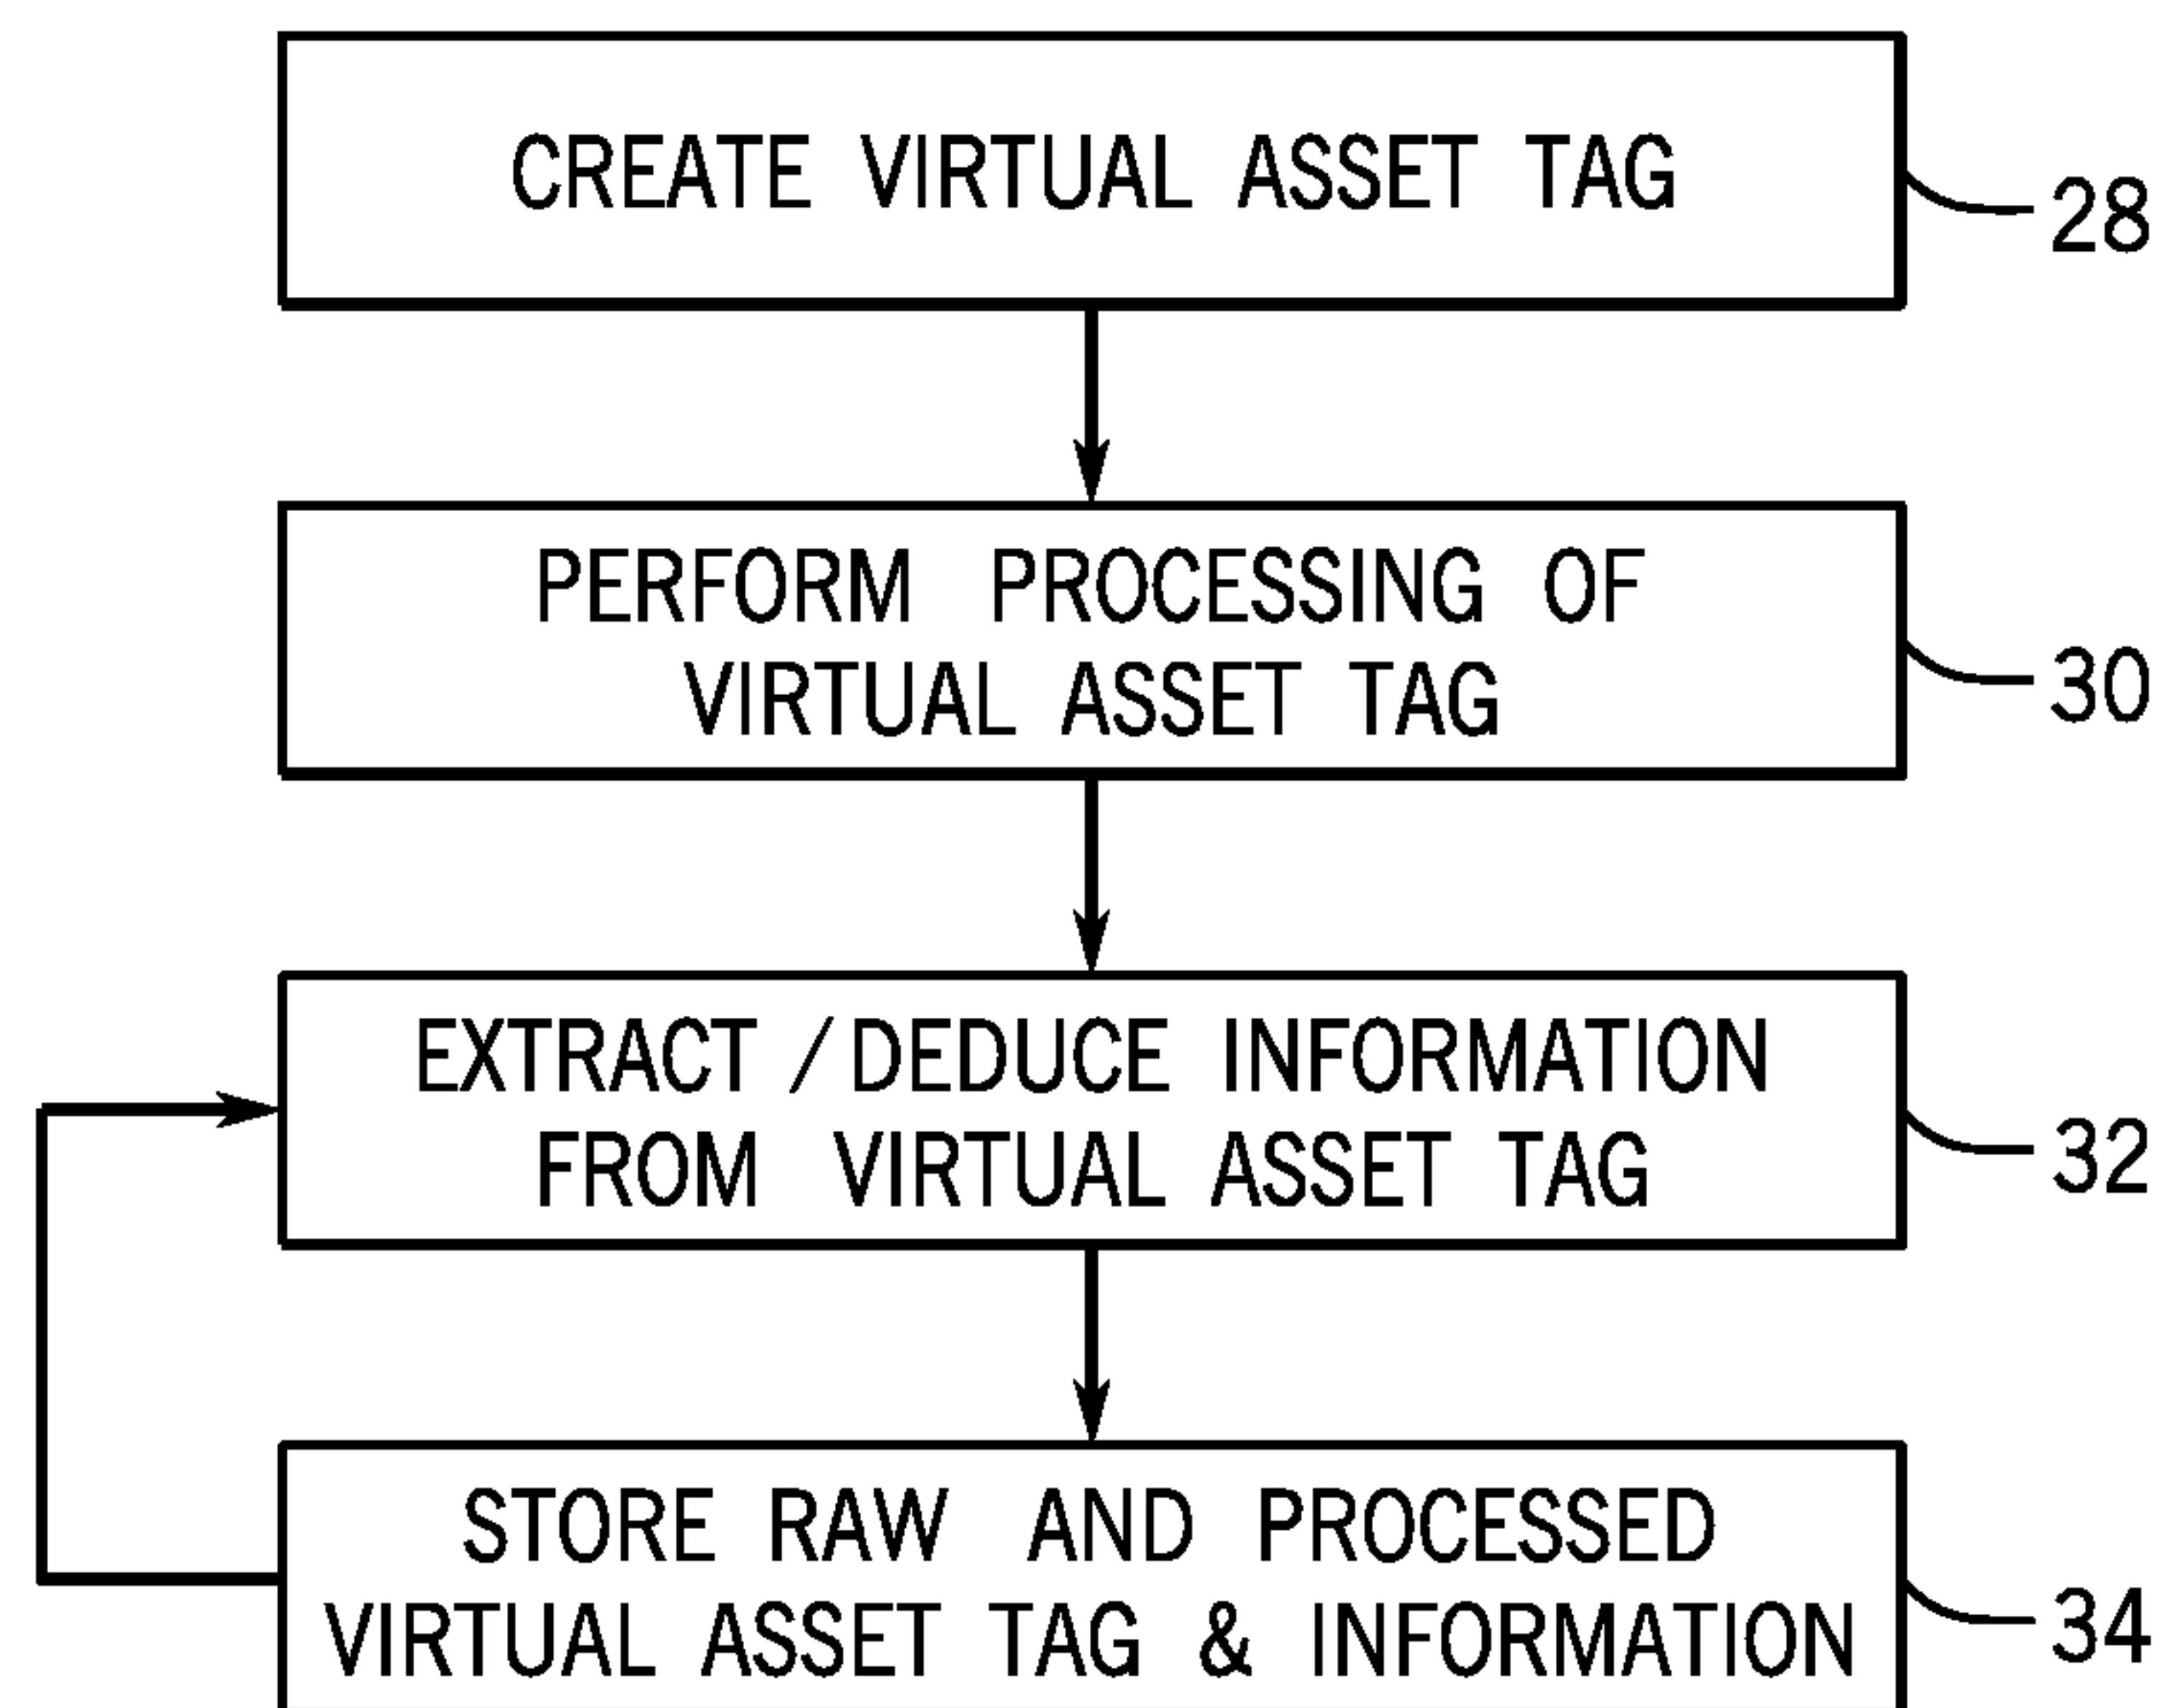 CREATE VIRTUAL ASSET TAG
28
PERFORM PROCESSING OF
VIRTUAL ASSET TAG
30
EXTRACT/DEDUCE INFORMATION
FROM VIRTUAL ASSET TAG
32
STORE RAW AND PROCESSED
VIRTUAL ASSET TAG & INFORMATION
34